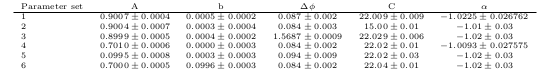 Parameter set A b Δφ C α
1 0.9007 ± 0.0004 0.0005 ± 0.0002 0.087 ± 0.002 22.009 ± 0.009 −1.0225 ± 0.026762
2 0.9004 ± 0.0007 0.0003 ± 0.0004 0.084 ± 0.003 15.00 ± 0.01 −1.01 ± 0.03
3 0.8999 ± 0.0005 0.0004 ± 0.0002 1.5687 ± 0.0009 22.029 ± 0.006 −1.02 ± 0.03
4 0.7010 ± 0.0006 0.0000 ± 0.0003 0.084 ± 0.002 22.02 ± 0.01 −1.0093 ± 0.027575
5 0.0995 ± 0.0008 0.0003 ± 0.0003 0.094 ± 0.009 22.02 ± 0.03 −1.02 ± 0.03
6 0.7000 ± 0.0005 0.0996 ± 0.0003 0.084 ± 0.002 22.04 ± 0.01 −1.02 ± 0.03